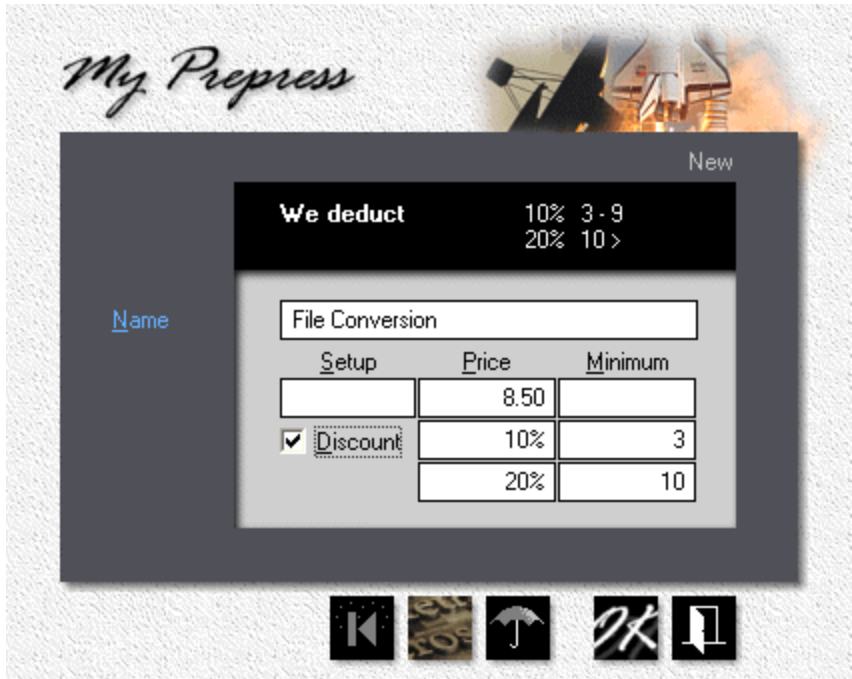 My Prepress
New
We deduct 10% 3 - 9
20% 10 >
Name File Conversion
Setup Price Minimum
8.50
Discount 10% 3
20% 10
OK